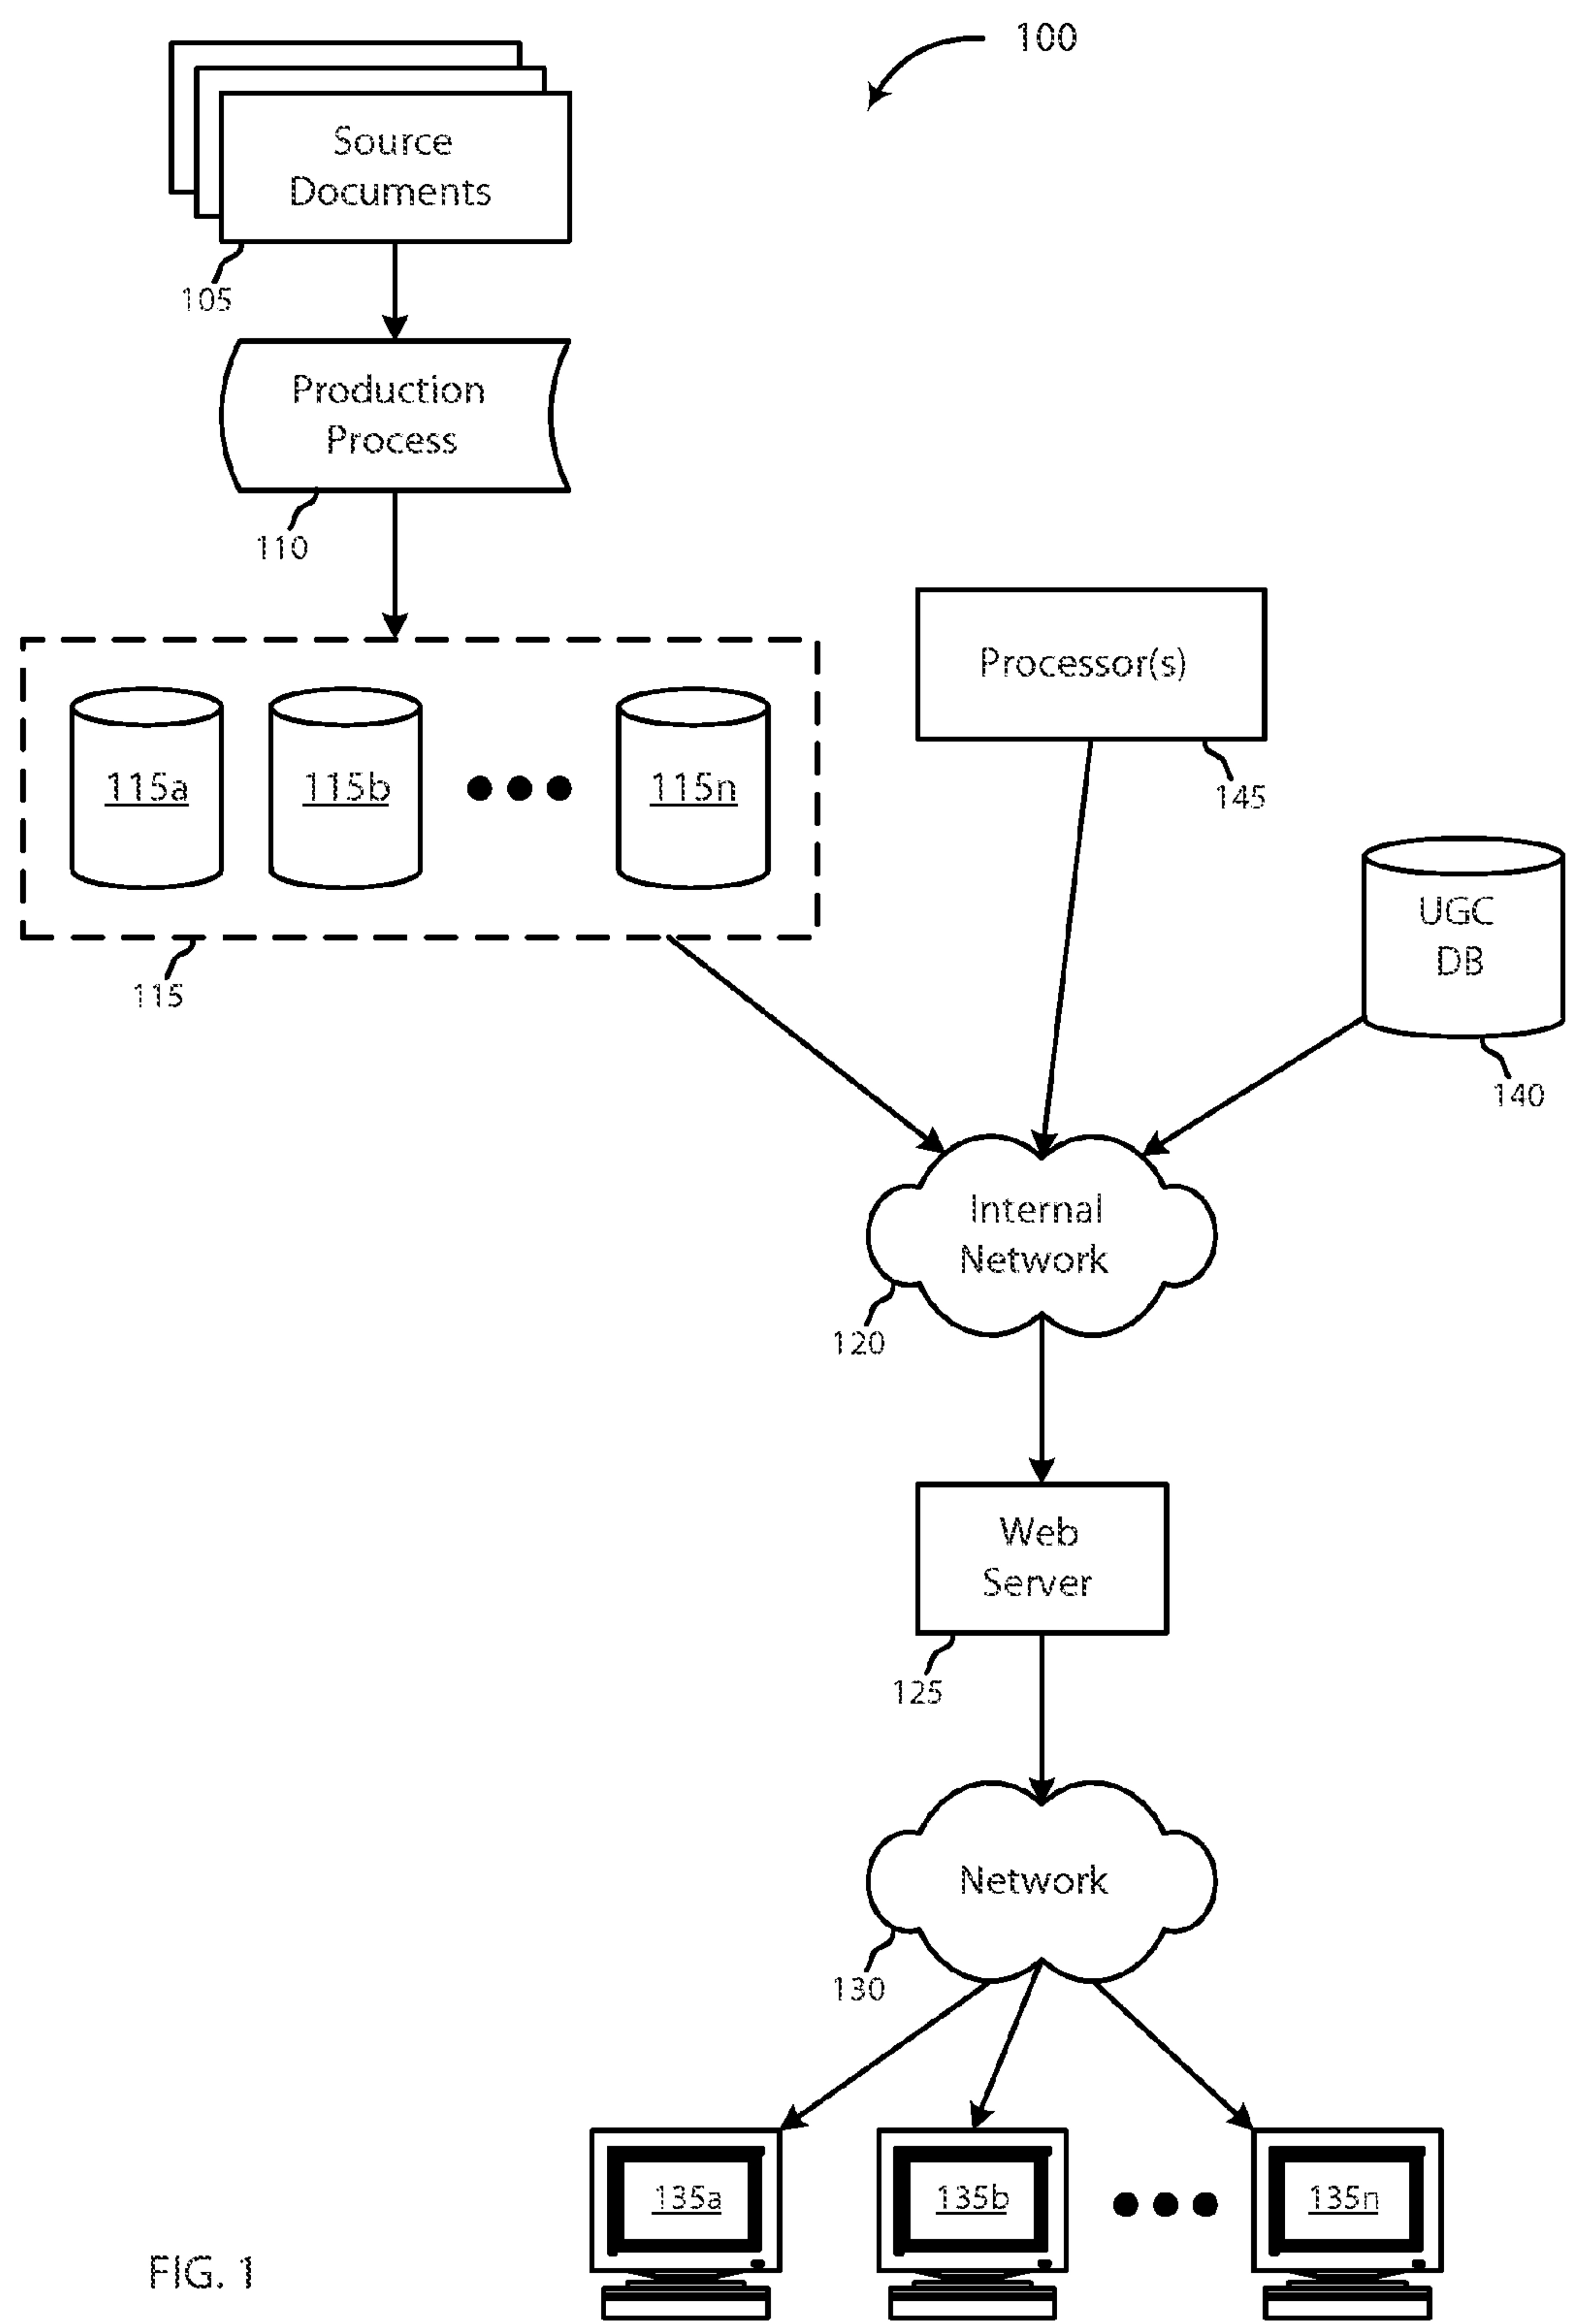 100
Source
Documents
105
Production
Process
110
Processor(s)
145
115a
115b
115n
115
UGC
DB
140
Internal
Network
120
Web
Server
125
Network
130
135a
135b
135n
FIG. 1